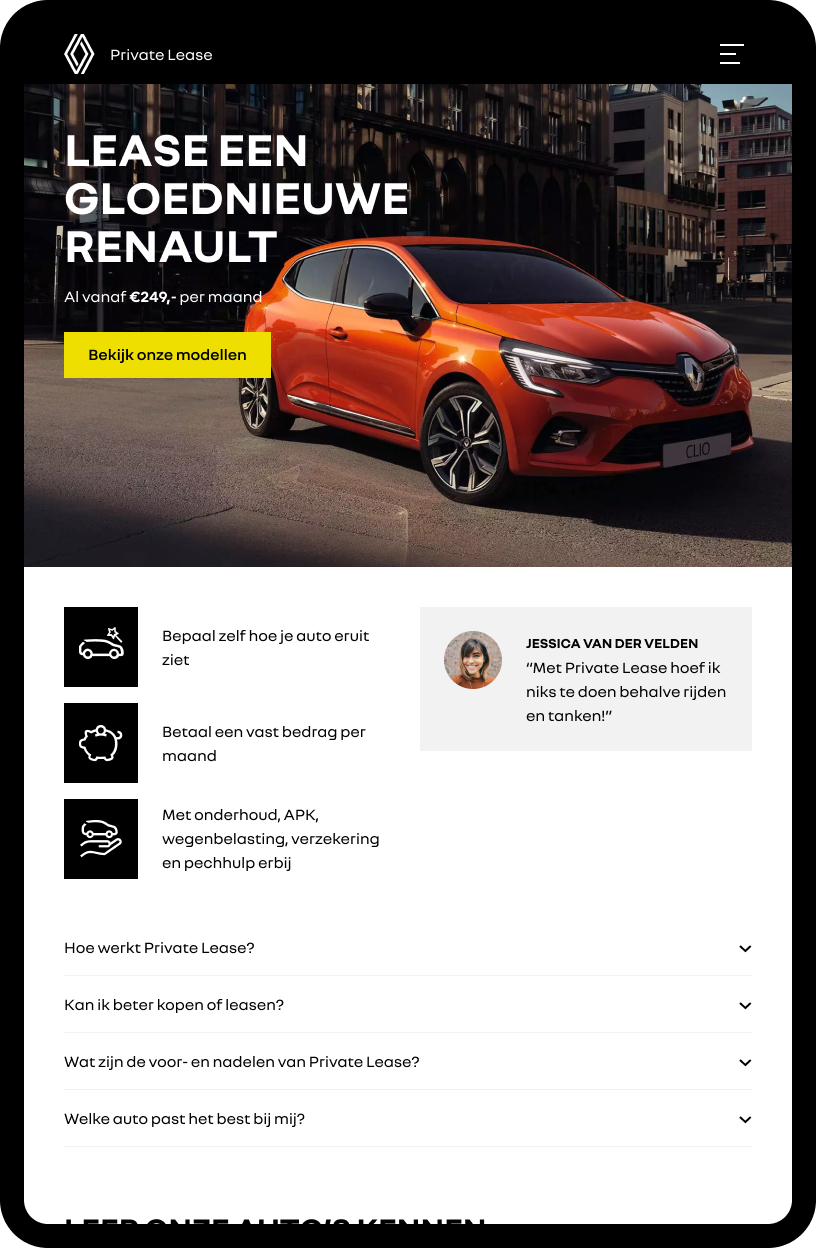 Private Lease
LEASE EEN
GLOEDNIEUWE
RENAULT
Al vanaf €249,- per maand
Bekijk onze modellen
CLIO
Bepaal zelf hoe je auto eruit
ziet
Betaal een vast bedrag per
maand
Met onderhoud, APK,
wegenbelasting, verzekering
en pechhulp erbij
JESSICA VAN DER VELDEN
“Met Private Lease hoef ik
niks te doen behalve rijden
en tanken!”
Hoe werkt Private Lease?
Kan ik beter kopen of leasen?
Wat zijn de voor- en nadelen van Private Lease?
Welke auto past het best bij mij?
LEER ONZE AUTO'S KENNEN